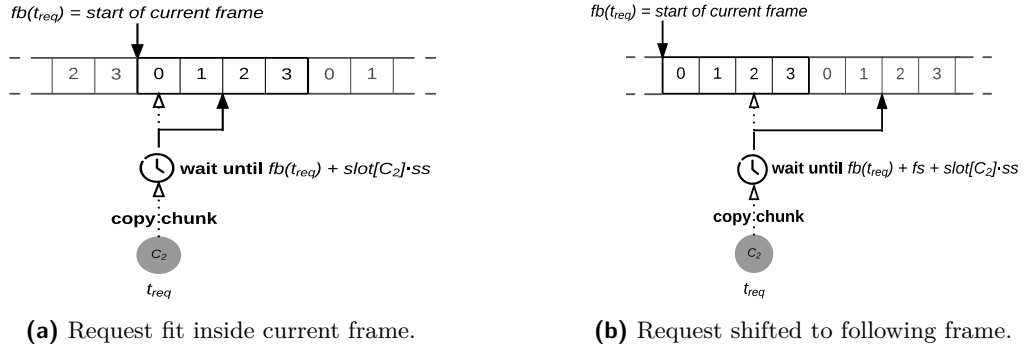 fb(t_req) = start of current frame
2 3 0 1 2 3 0 1
wait until fb(t_req) + slot[C_2]·ss
copy chunk
C_2
t_req
(a) Request fit inside current frame.
fb(t_req) = start of current frame
0 1 2 3 0 1 2 3
wait until fb(t_req) + fs + slot[C_2]·ss
copy chunk
C_2
t_req
(b) Request shifted to following frame.